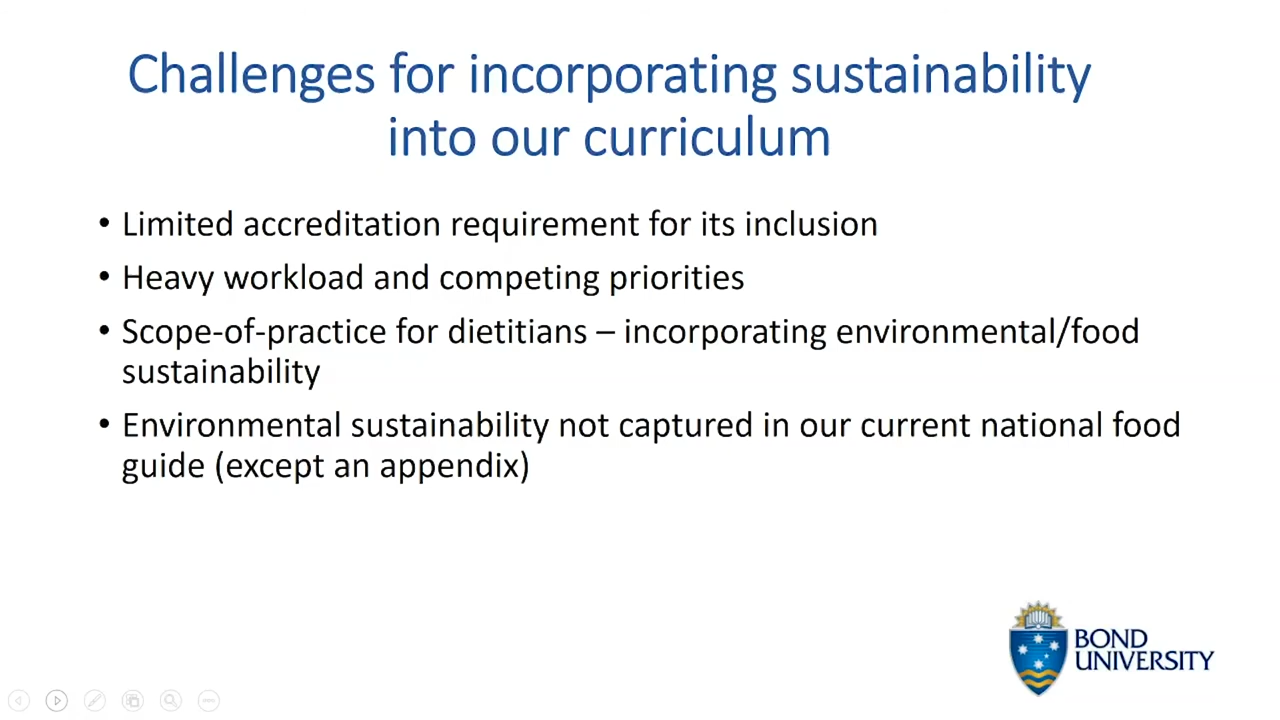 Challenges for incorporating sustainability
into our curriculum
• Limited accreditation requirement for its inclusion
• Heavy workload and competing priorities
• Scope-of-practice for dietitians – incorporating environmental/food
sustainability
• Environmental sustainability not captured in our current national food
guide (except an appendix)
BOND
UNIVERSITY